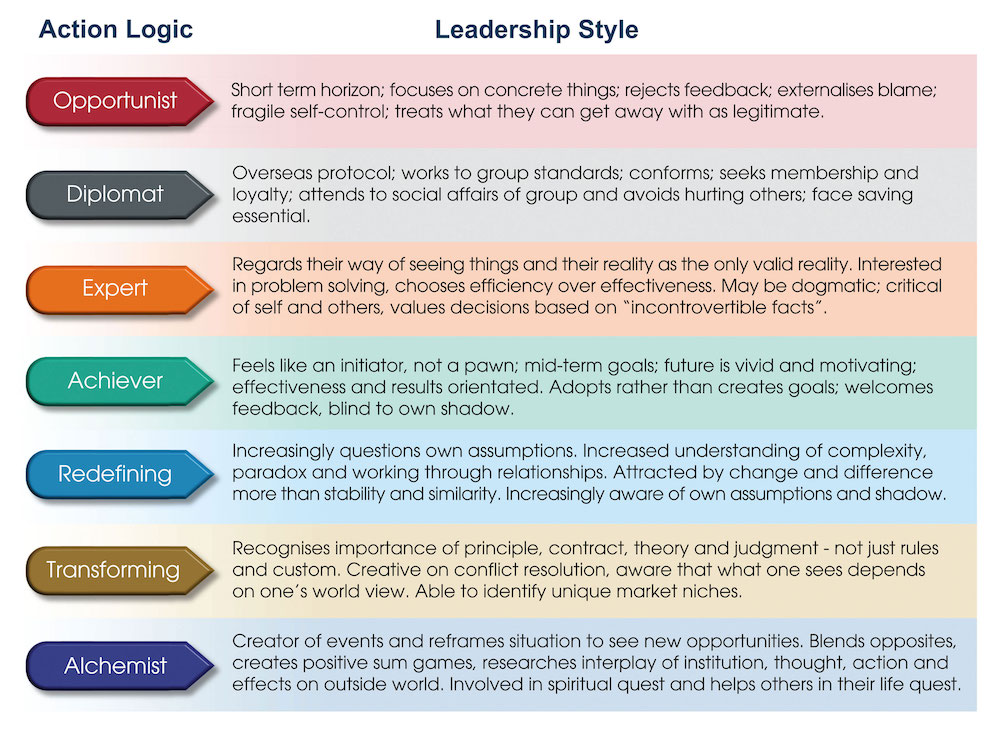 Action Logic
Leadership Style
Opportunist
Short term horizon; focuses on concrete things; rejects feedback; externalises blame;
fragile self-control; treats what they can get away with as legitimate.
Diplomat
Overseas protocol; works to group standards; conforms; seeks membership and
loyalty; attends to social affairs of group and avoids hurting others; face saving
essential.
Expert
Regards their way of seeing things and their reality as the only valid reality. Interested
in problem solving, chooses efficiency over effectiveness. May be dogmatic; critical
of self and others, values decisions based on “incontrovertible facts”.
Achiever
Feels like an initiator, not a pawn; mid-term goals; future is vivid and motivating;
effectiveness and results orientated. Adopts rather than creates goals; welcomes
feedback, blind to own shadow.
Redefining
Increasingly questions own assumptions. Increased understanding of complexity,
paradox and working through relationships. Attracted by change and difference
more than stability and similarity. Increasingly aware of own assumptions and shadow.
Transforming
Recognises importance of principle, contract, theory and judgment - not just rules
and custom. Creative on conflict resolution, aware that what one sees depends
on one’s world view. Able to identify unique market niches.
Alchemist
Creator of events and reframes situation to see new opportunities. Blends opposites,
creates positive sum games, researches interplay of institution, thought, action and
effects on outside world. Involved in spiritual quest and helps others in their life quest.